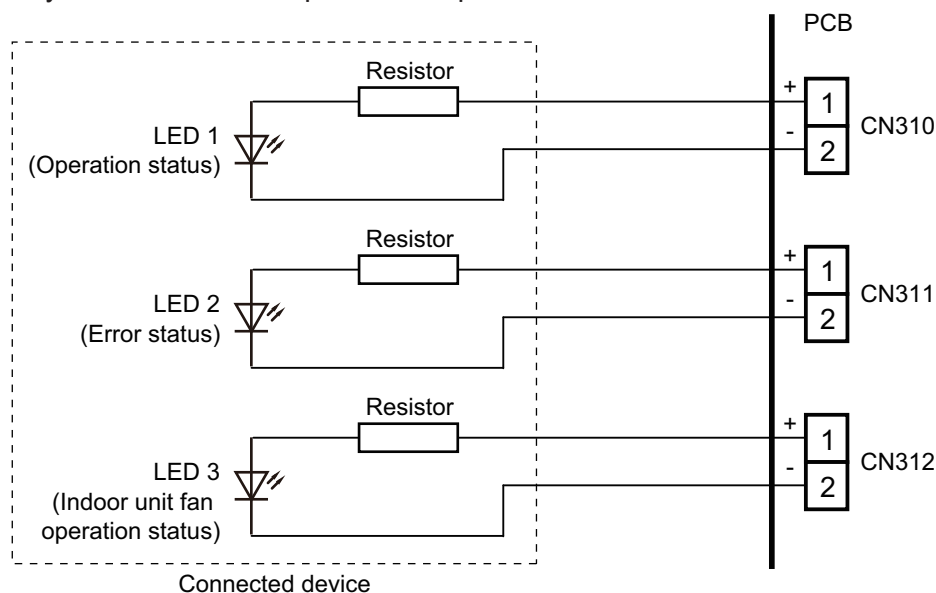 PCB
Resistor
+
1
LED 1
(Operation status)
-
2
CN310
Resistor
+
1
LED 2
(Error status)
-
2
CN311
Resistor
+
1
LED 3
(Indoor unit fan
operation status)
-
2
CN312
Connected device